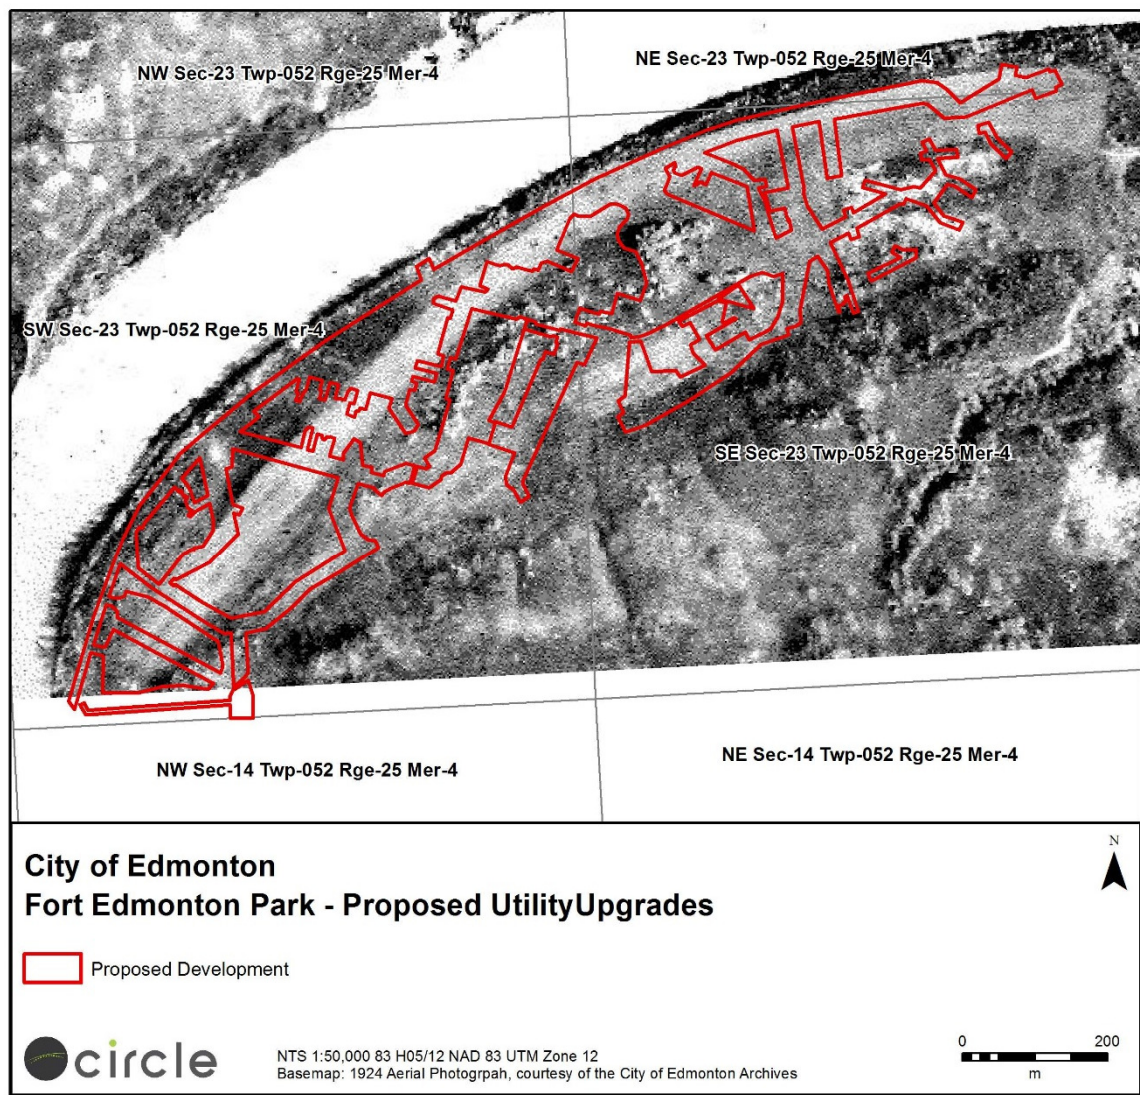 NW Sec-23 Twp-052 Rge-25 Mer-4
NE Sec-23 Twp-052 Rge-25 Mer-4
SW Sec-23 Twp-052 Rge-25 Mer-4
SE Sec-23 Twp-052 Rge-25 Mer-4
NW Sec-14 Twp-052 Rge-25 Mer-4
NE Sec-14 Twp-052 Rge-25 Mer-4
City of Edmonton
Fort Edmonton Park - Proposed UtilityUpgrades
N
Proposed Development
circle
NTS 1:50,000 83 H05/12 NAD 83 UTM Zone 12
Basemap: 1924 Aerial Photogrpah, courtesy of the City of Edmonton Archives
0 200
m